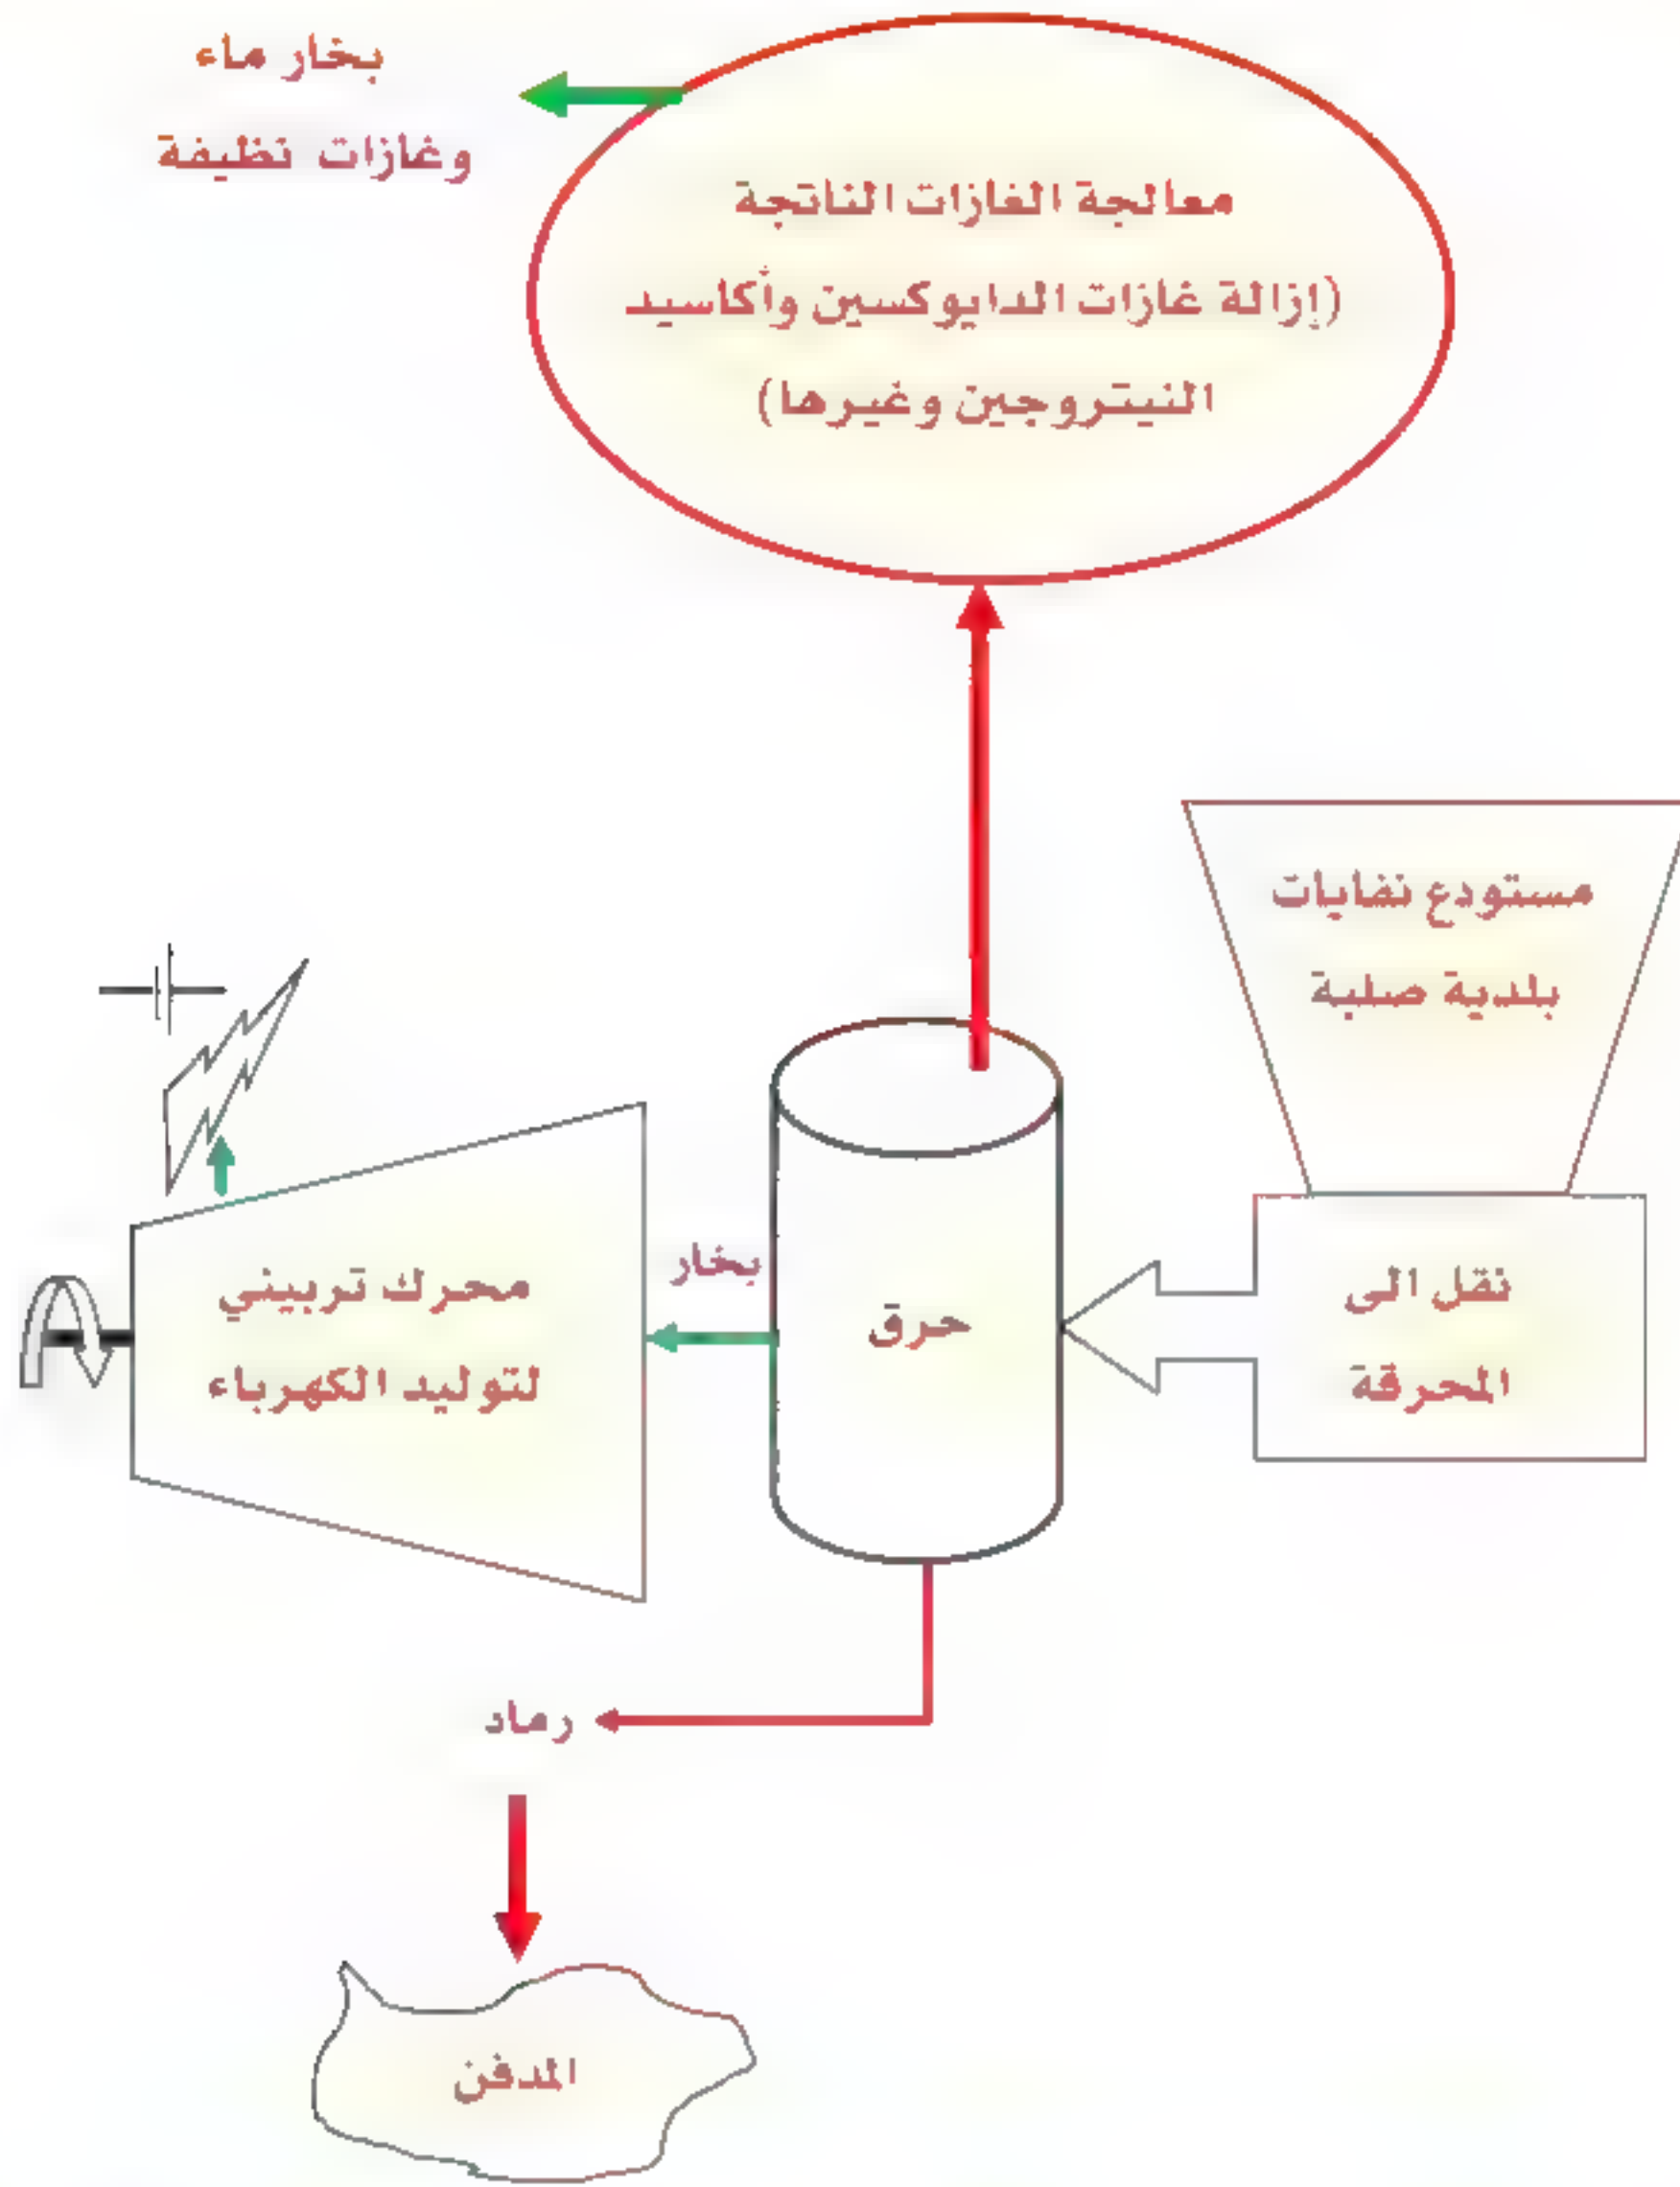 بخار ماء
وغازات نظيفة
معالجة الغازات الناتجة
(إزالة غازات الدايوكسين وأكاسيد
النيتروجين وغيرها)
مستودع نفايات
بلدية صلبة
نقل الى
المحرقة
حرق
بخار
محرك تربيني
لتوليد الكهرباء
رماد
المدفن